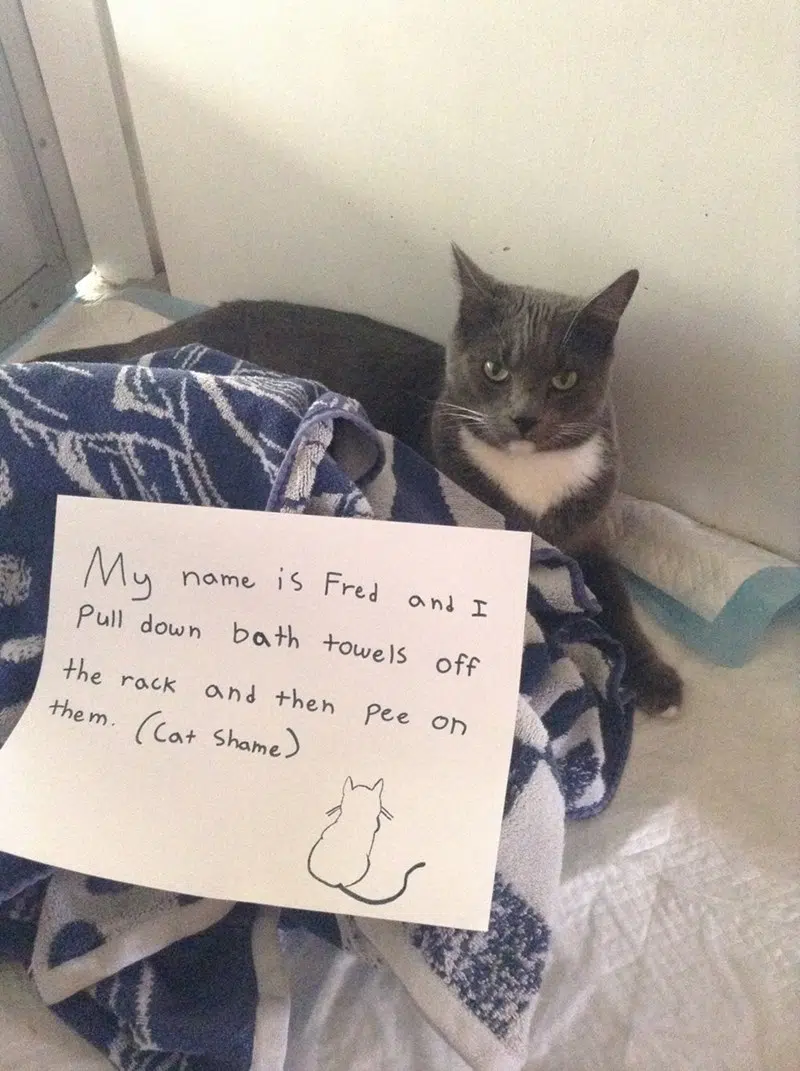 My name is Fred and I
Pull down bath towels off
the rack and then pee on
them. (Cat Shame)